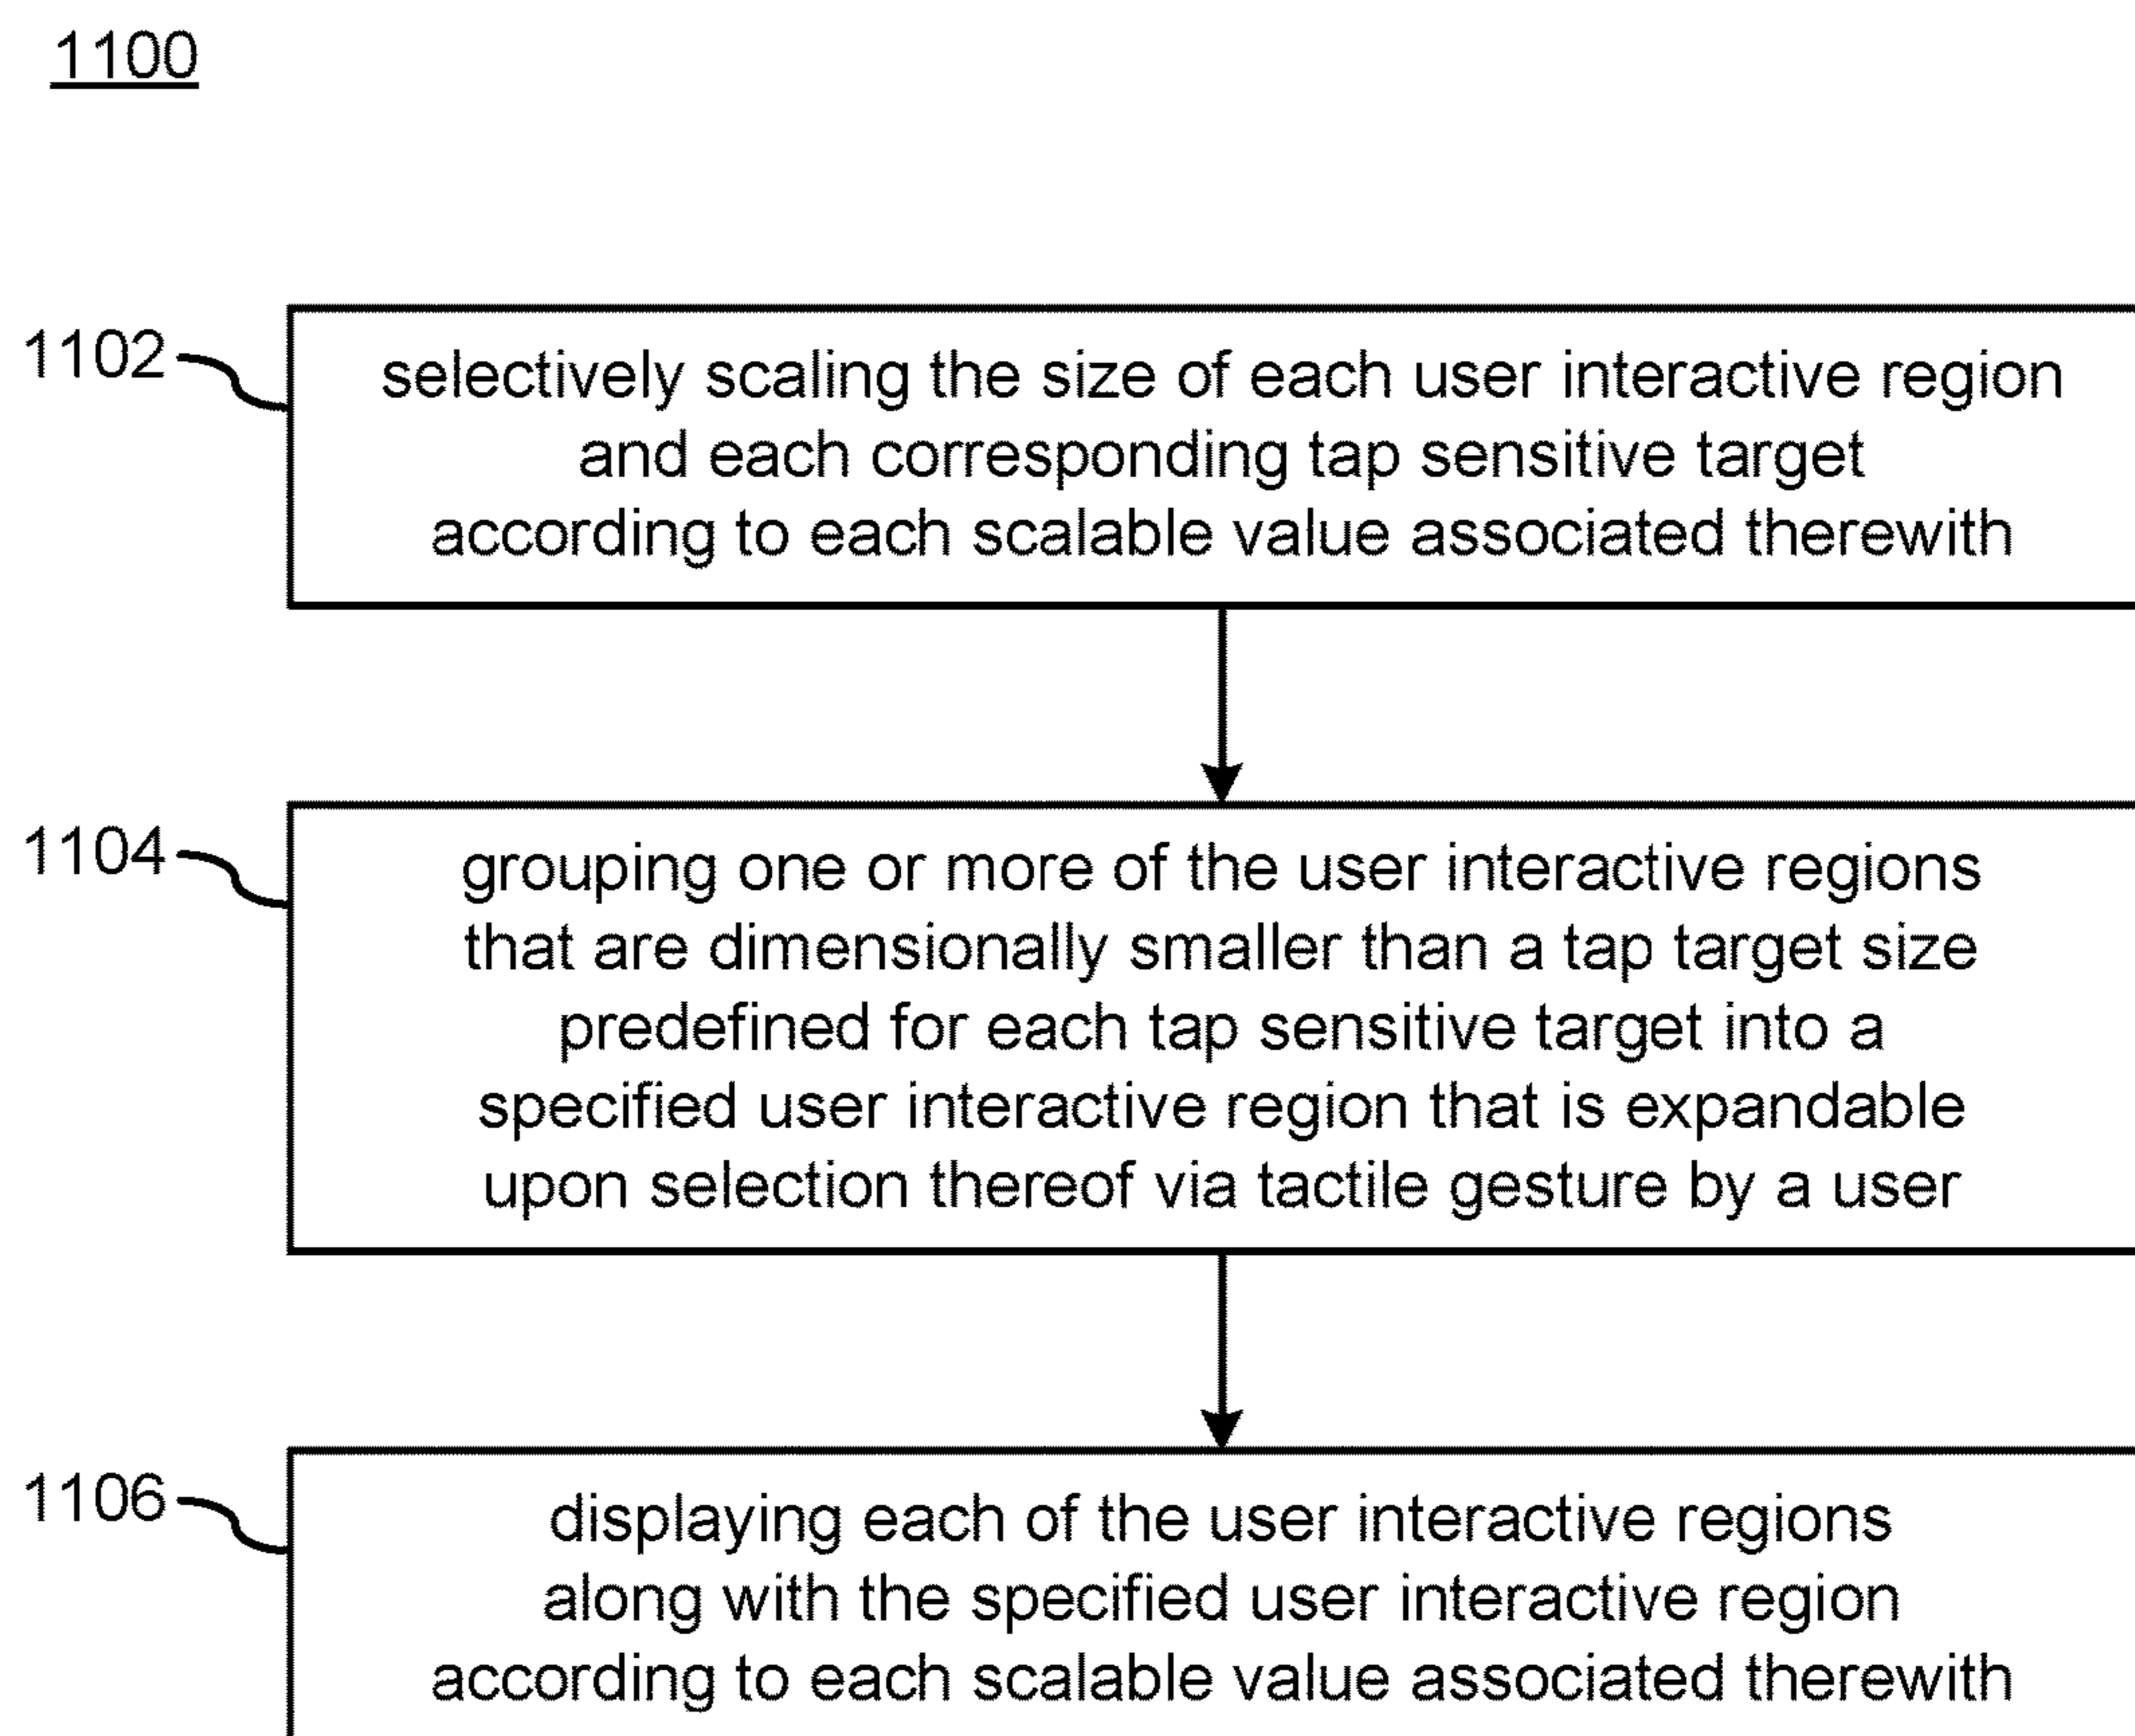 1100
1102
selectively scaling the size of each user interactive region
and each corresponding tap sensitive target
according to each scalable value associated therewith
1104
grouping one or more of the user interactive regions
that are dimensionally smaller than a tap target size
predefined for each tap sensitive target into a
specified user interactive region that is expandable
upon selection thereof via tactile gesture by a user
1106
displaying each of the user interactive regions
along with the specified user interactive region
according to each scalable value associated therewith